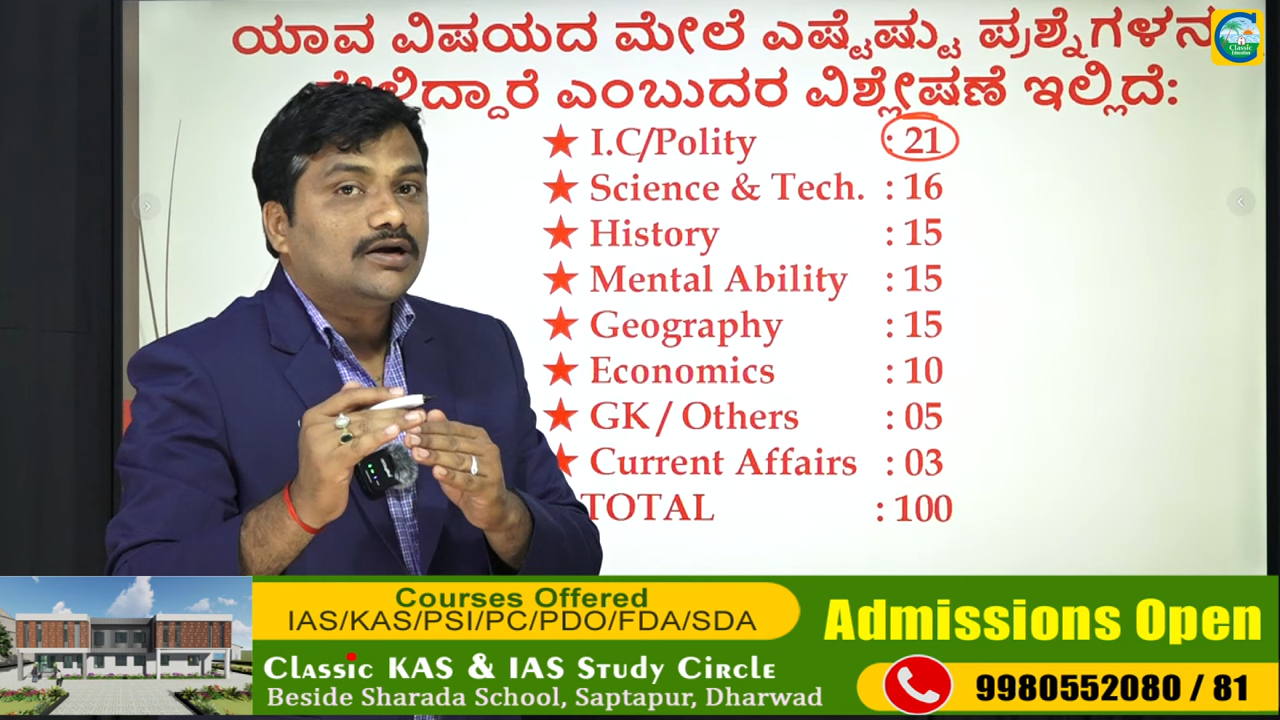 ಯಾವ ವಿಷಯದ ಮೇಲೆ ಎಷ್ಟೆಷ್ಟು
ಎಂಬುದರ ವಿಶ್ಲೇಷಣೆ ಇಲ್ಲಿದೆ:
★ I.C/Polity : 21
★ Science & Tech. : 16
★ History : 15
★ Mental Ability : 15
★ Geography : 15
★ Economics : 10
★ GK / Others : 05
★ Current Affairs : 03
TOTAL : 100
Classic
Education
Courses Offered
IAS/KAS/PSI/PC/PDO/FDA/SDA
Admissions Open
Classic KAS & IAS Study Circle
Beside Sharada School, Saptapur, Dharwad
9980552080 / 81